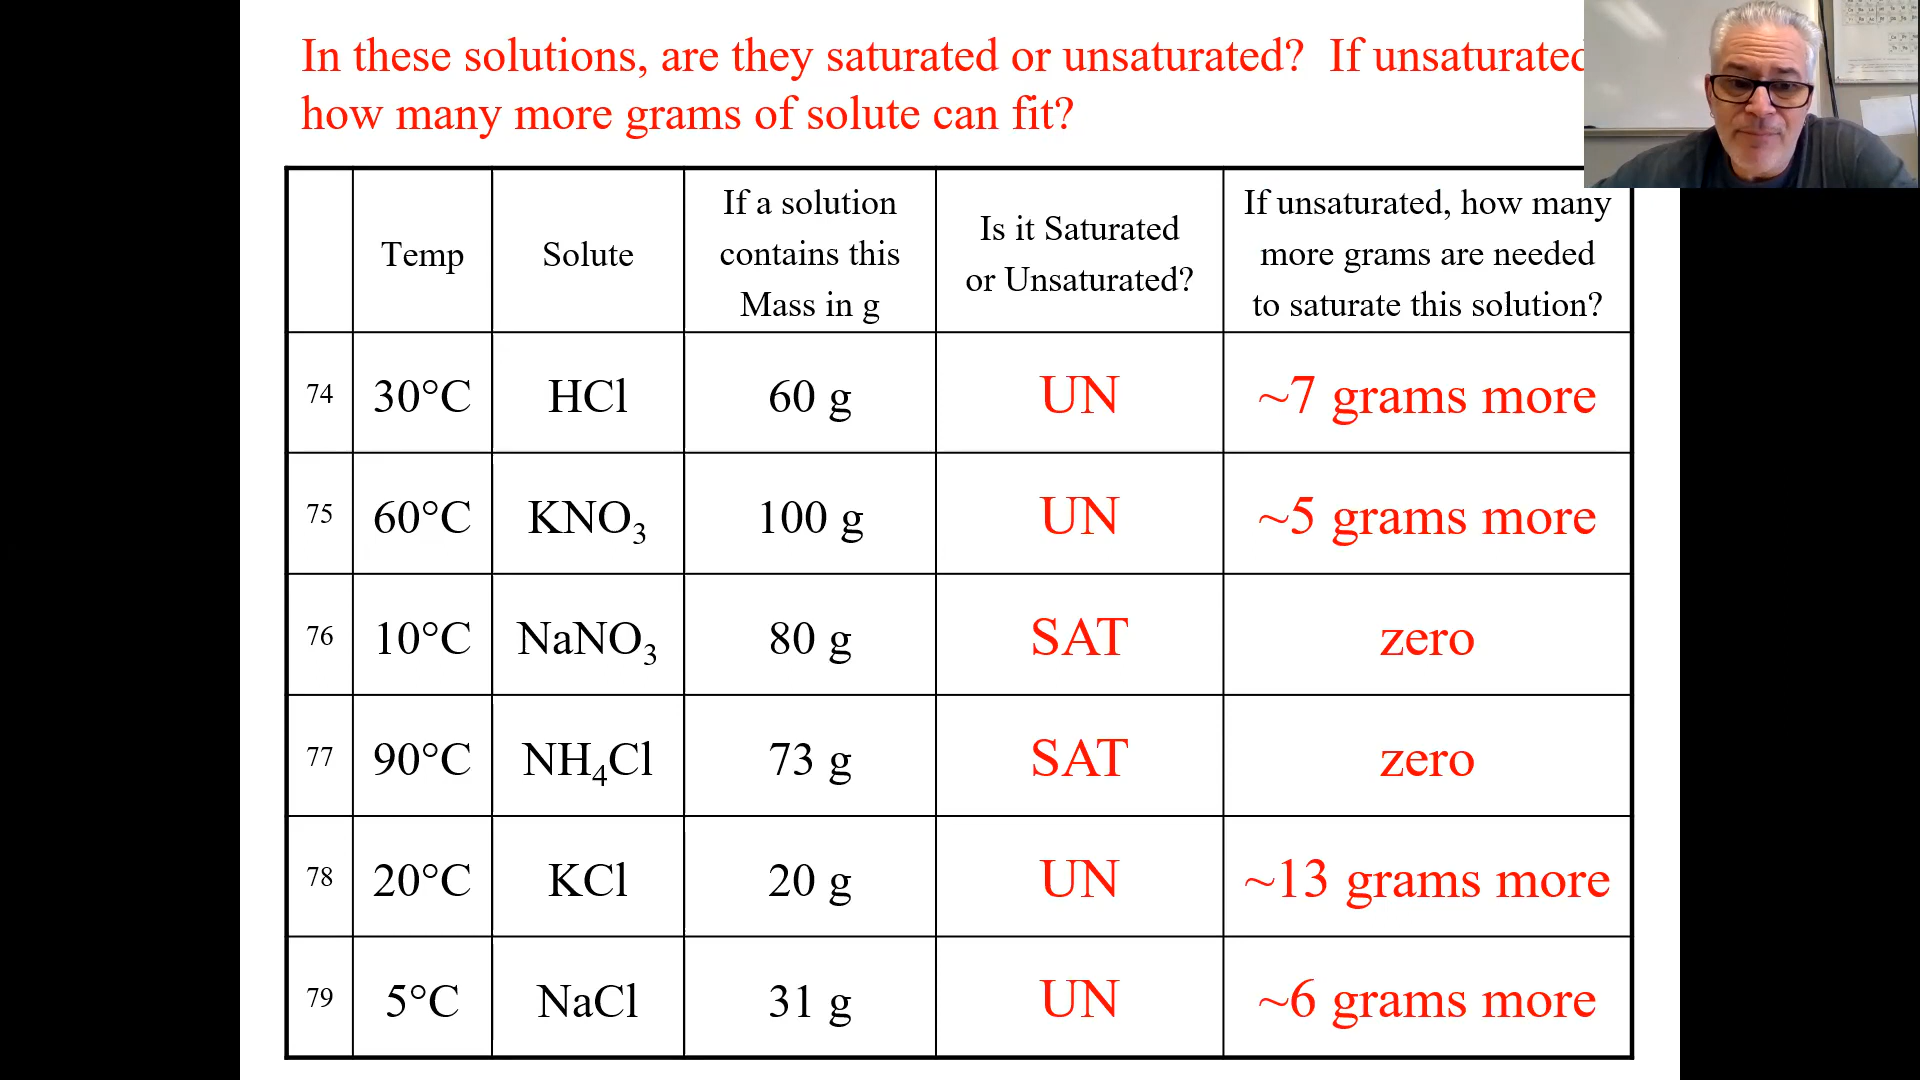 In these solutions, are they saturated or unsaturated? If unsaturated
how many more grams of solute can fit?
Temp
Solute
If a solution
contains this
Mass in g
Is it Saturated
or Unsaturated?
If unsaturated, how many
more grams are needed
to saturate this solution?
74 30°C HCl 60 g UN ~7 grams more
75 60°C KNO₃ 100 g UN ~5 grams more
76 10°C NaNO₃ 80 g SAT zero
77 90°C NH₄Cl 73 g SAT zero
78 20°C KCl 20 g UN ~13 grams more
79 5°C NaCl 31 g UN ~6 grams more